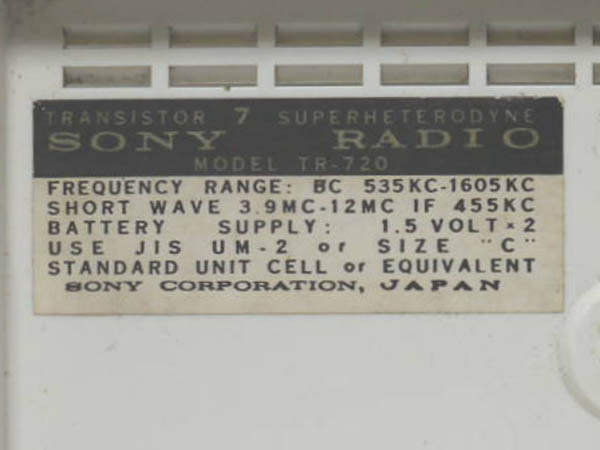 TRANSISTOR 7 SUPERHETERODYNE
SONY RADIO
MODEL TR-720
FREQUENCY RANGE: BC 535KC-1605KC
SHORT WAVE 3.9MC-12MC IF 455KC
BATTERY SUPPLY: 1.5 VOLT×2
USE JIS UM-2 or SIZE "C"
STANDARD UNIT CELL or EQUIVALENT
SONY CORPORATION, JAPAN